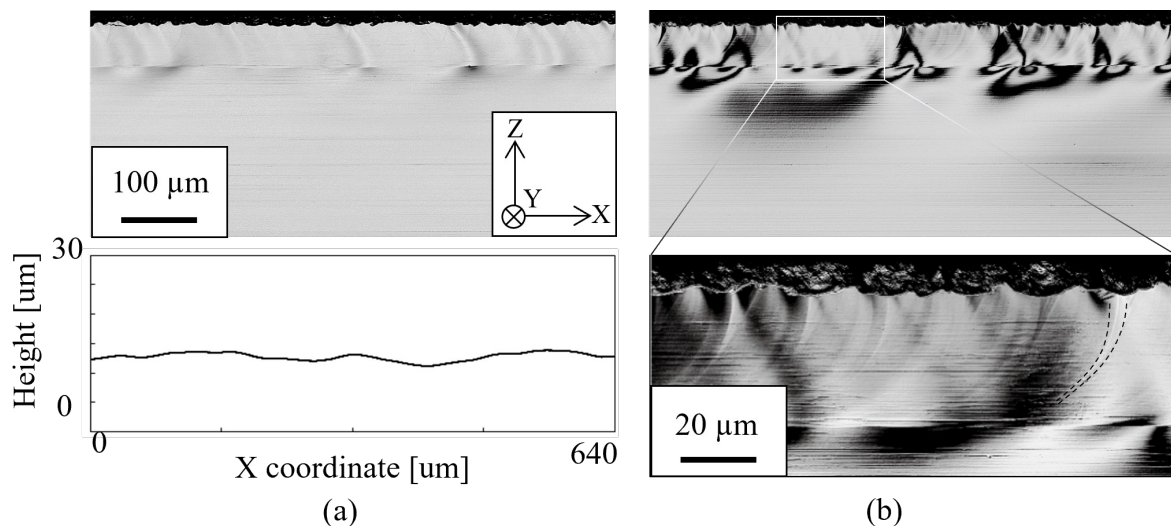 100 µm
Z
Y
X
30
Height [um]
0
0
640
X coordinate [um]
(a)
20 µm
(b)